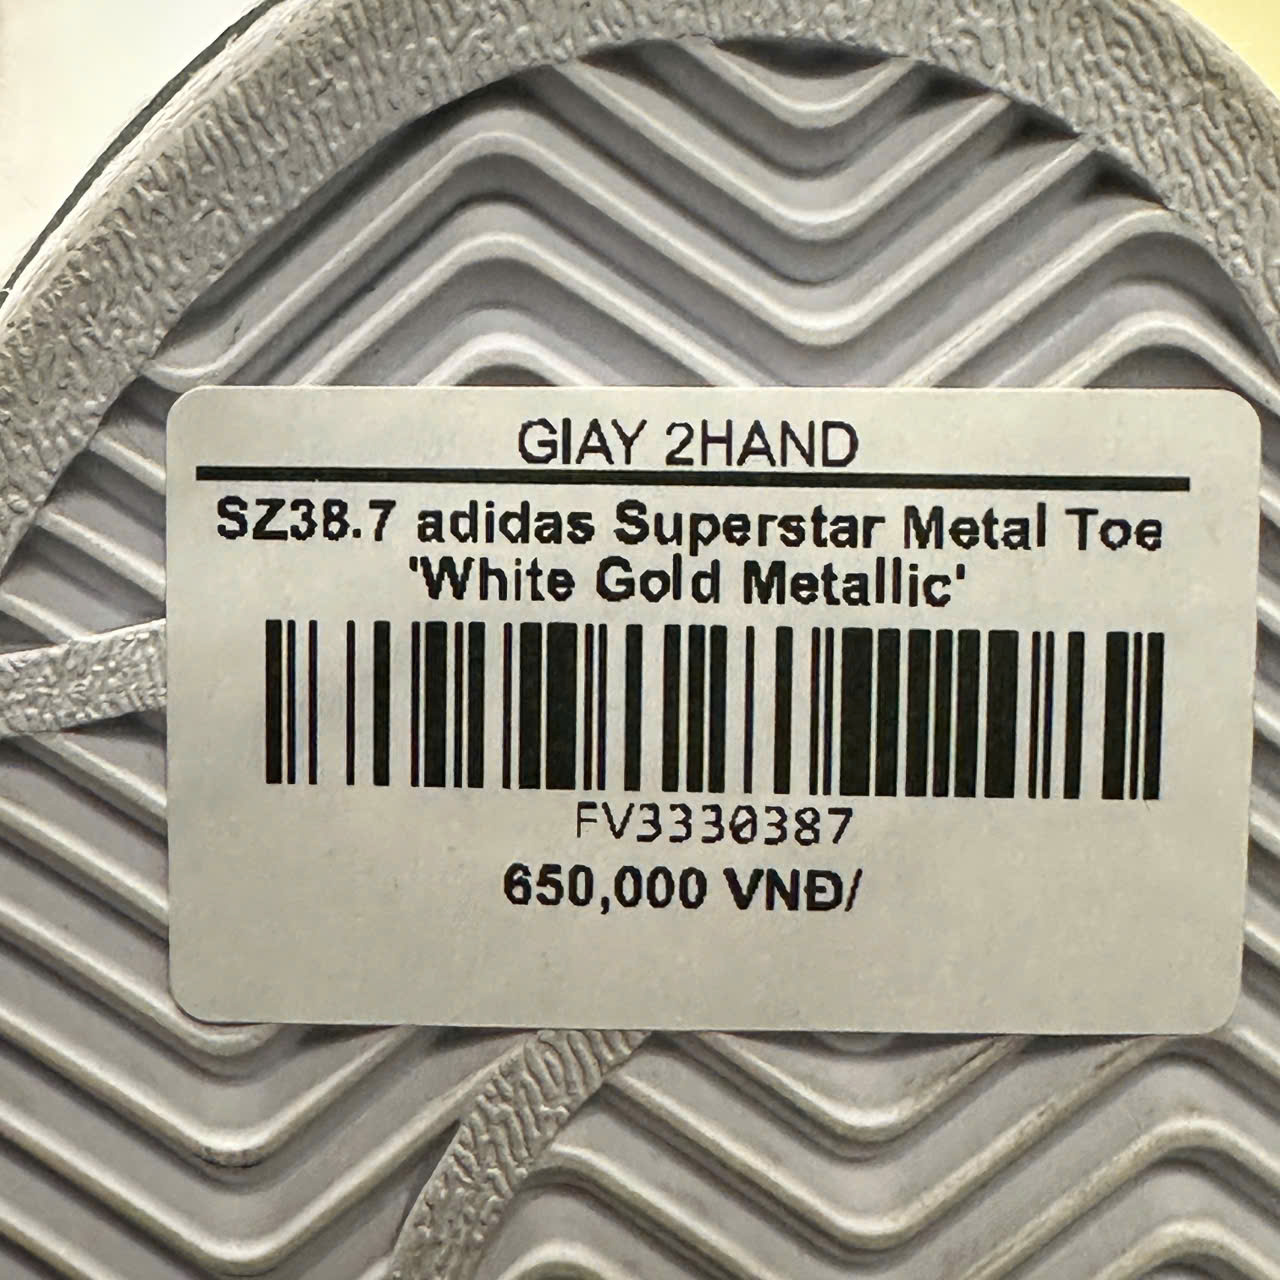 GIAY 2HAND
SZ38.7 adidas Superstar Metal Toe
'White Gold Metallic'
FV3330387
650,000 VNĐ/